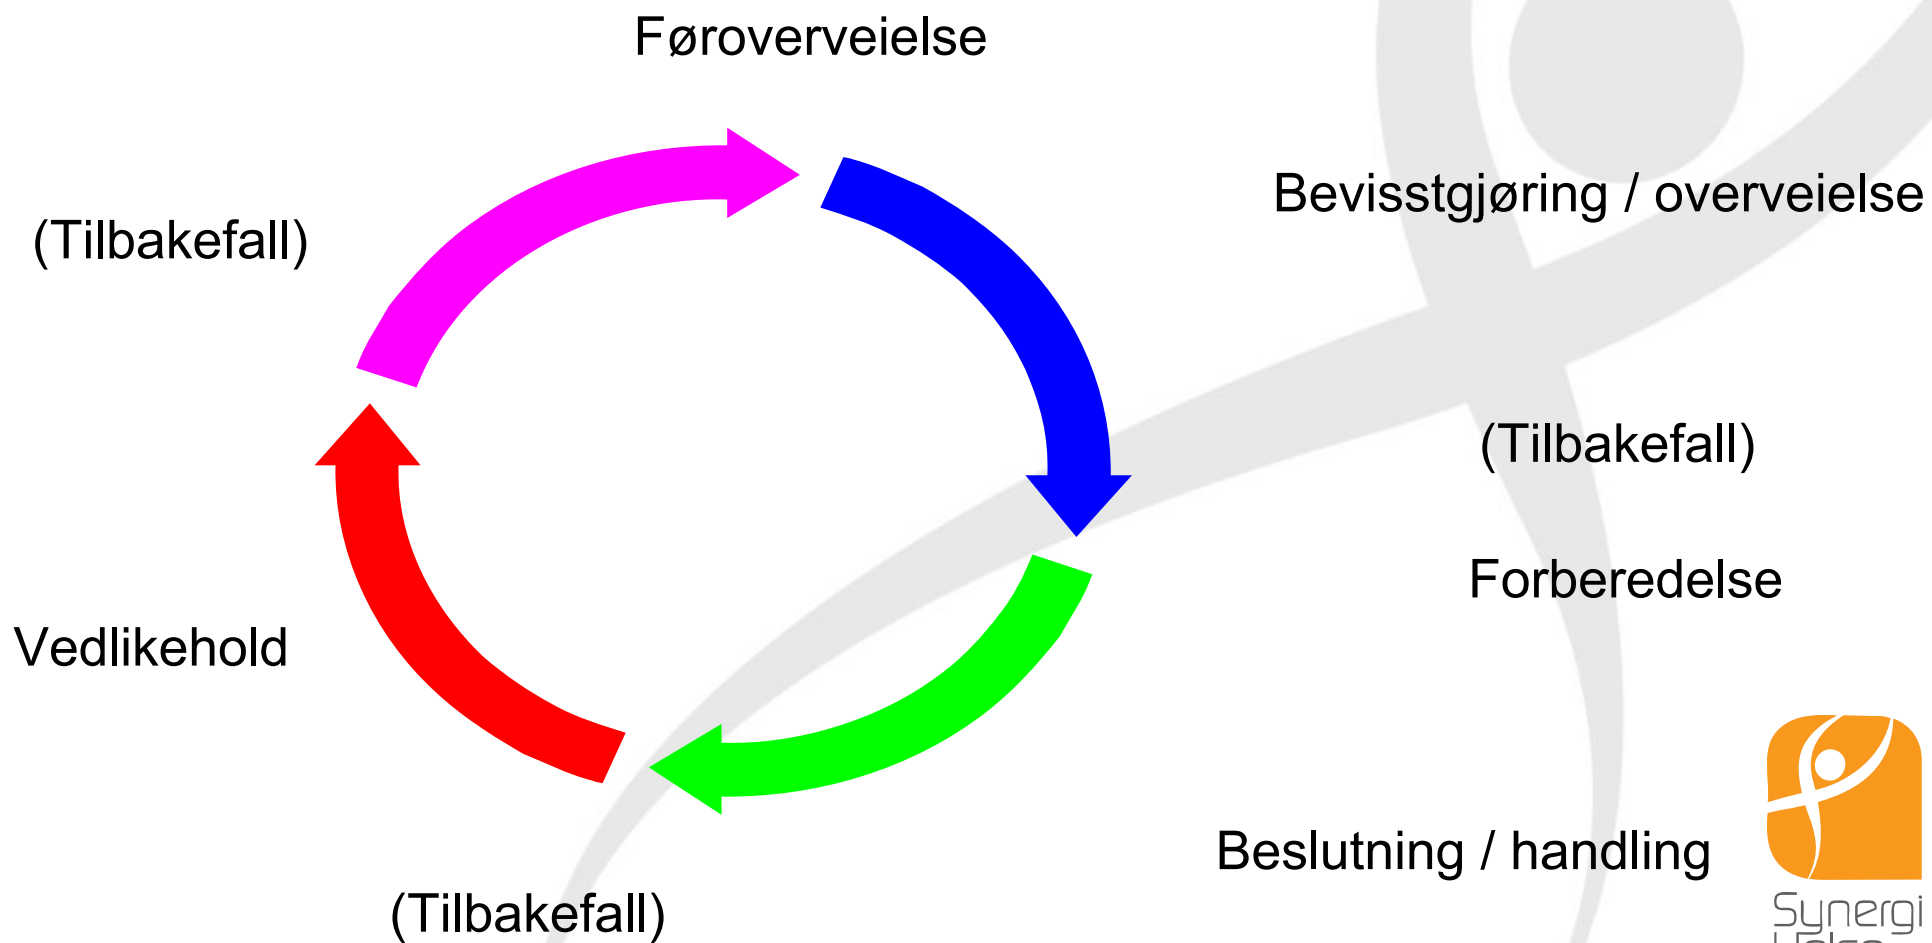 Føroverveielse
Bevisstgjøring / overveielse
(Tilbakefall)
(Tilbakefall)
Forberedelse
Vedlikehold
Beslutning / handling
(Tilbakefall)
Synergi